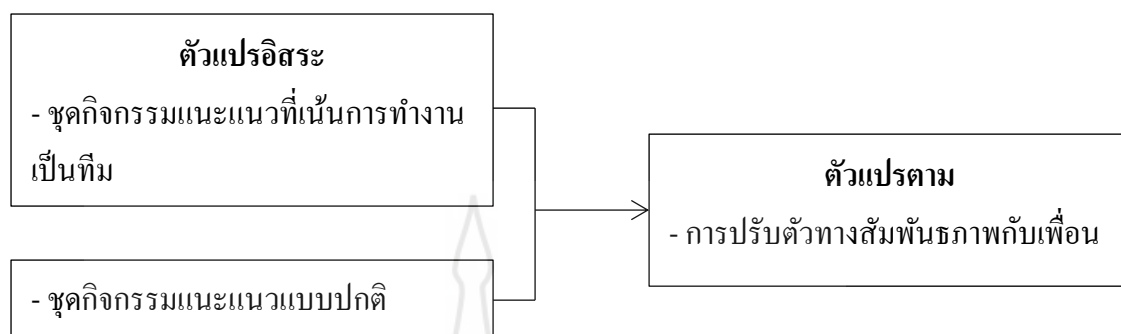 ตัวแปรอิสระ
- ชุดกิจกรรมแนะแนวที่เน้นการทำงาน
เป็นทีม
- ชุดกิจกรรมแนะแนวแบบปกติ
ตัวแปรตาม
- การปรับตัวทางสัมพันธภาพกับเพื่อน